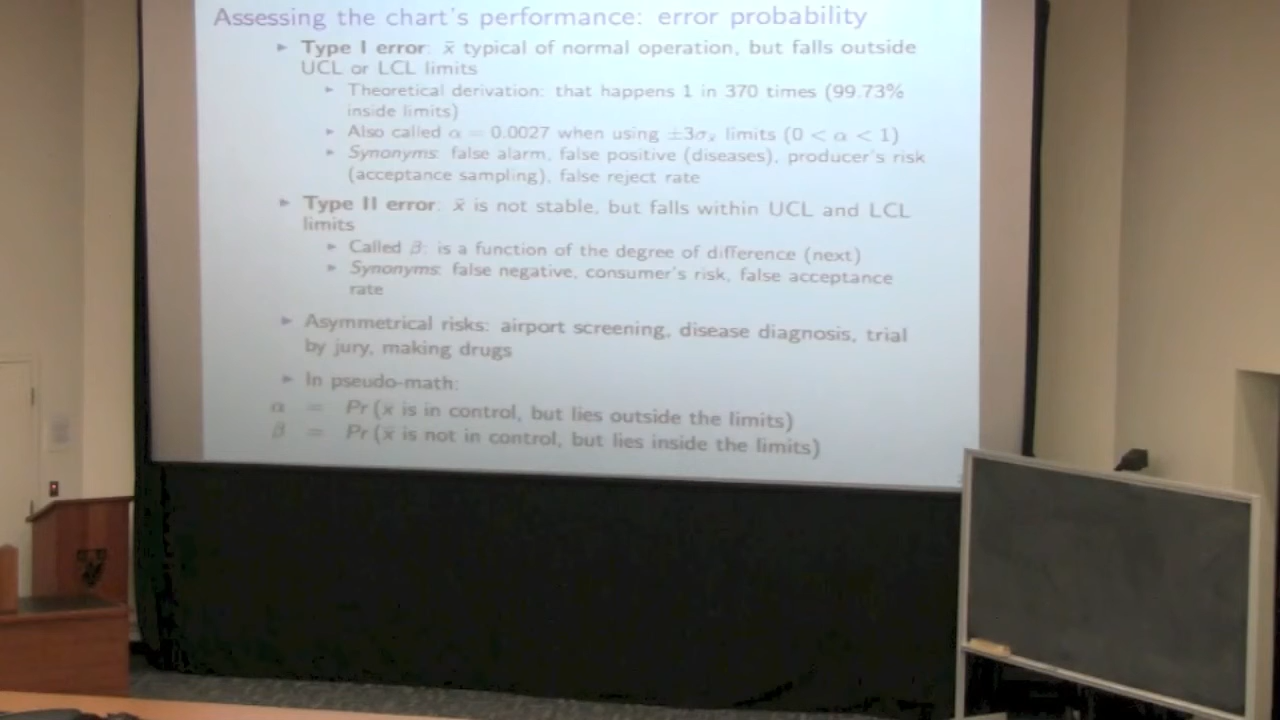 Assessing the chart's performance: error probability
► Type I error: x̄ typical of normal operation, but falls outside
UCL or LCL limits
► Theoretical derivation: that happens 1 in 370 times (99.73%
inside limits)
► Also called α = 0.0027 when using ±3σx̄ limits (0 < α < 1)
► Synonyms: false alarm, false positive (diseases), producer's risk
(acceptance sampling), false reject rate
► Type II error: x̄ is not stable, but falls within UCL and LCL
limits
► Called β: is a function of the degree of difference (next)
► Synonyms: false negative, consumer's risk, false acceptance
rate
► Asymmetrical risks: airport screening, disease diagnosis, trial
by jury, making drugs
► In pseudo-math:
α = Pr (x̄ is in control, but lies outside the limits)
β = Pr (x̄ is not in control, but lies inside the limits)